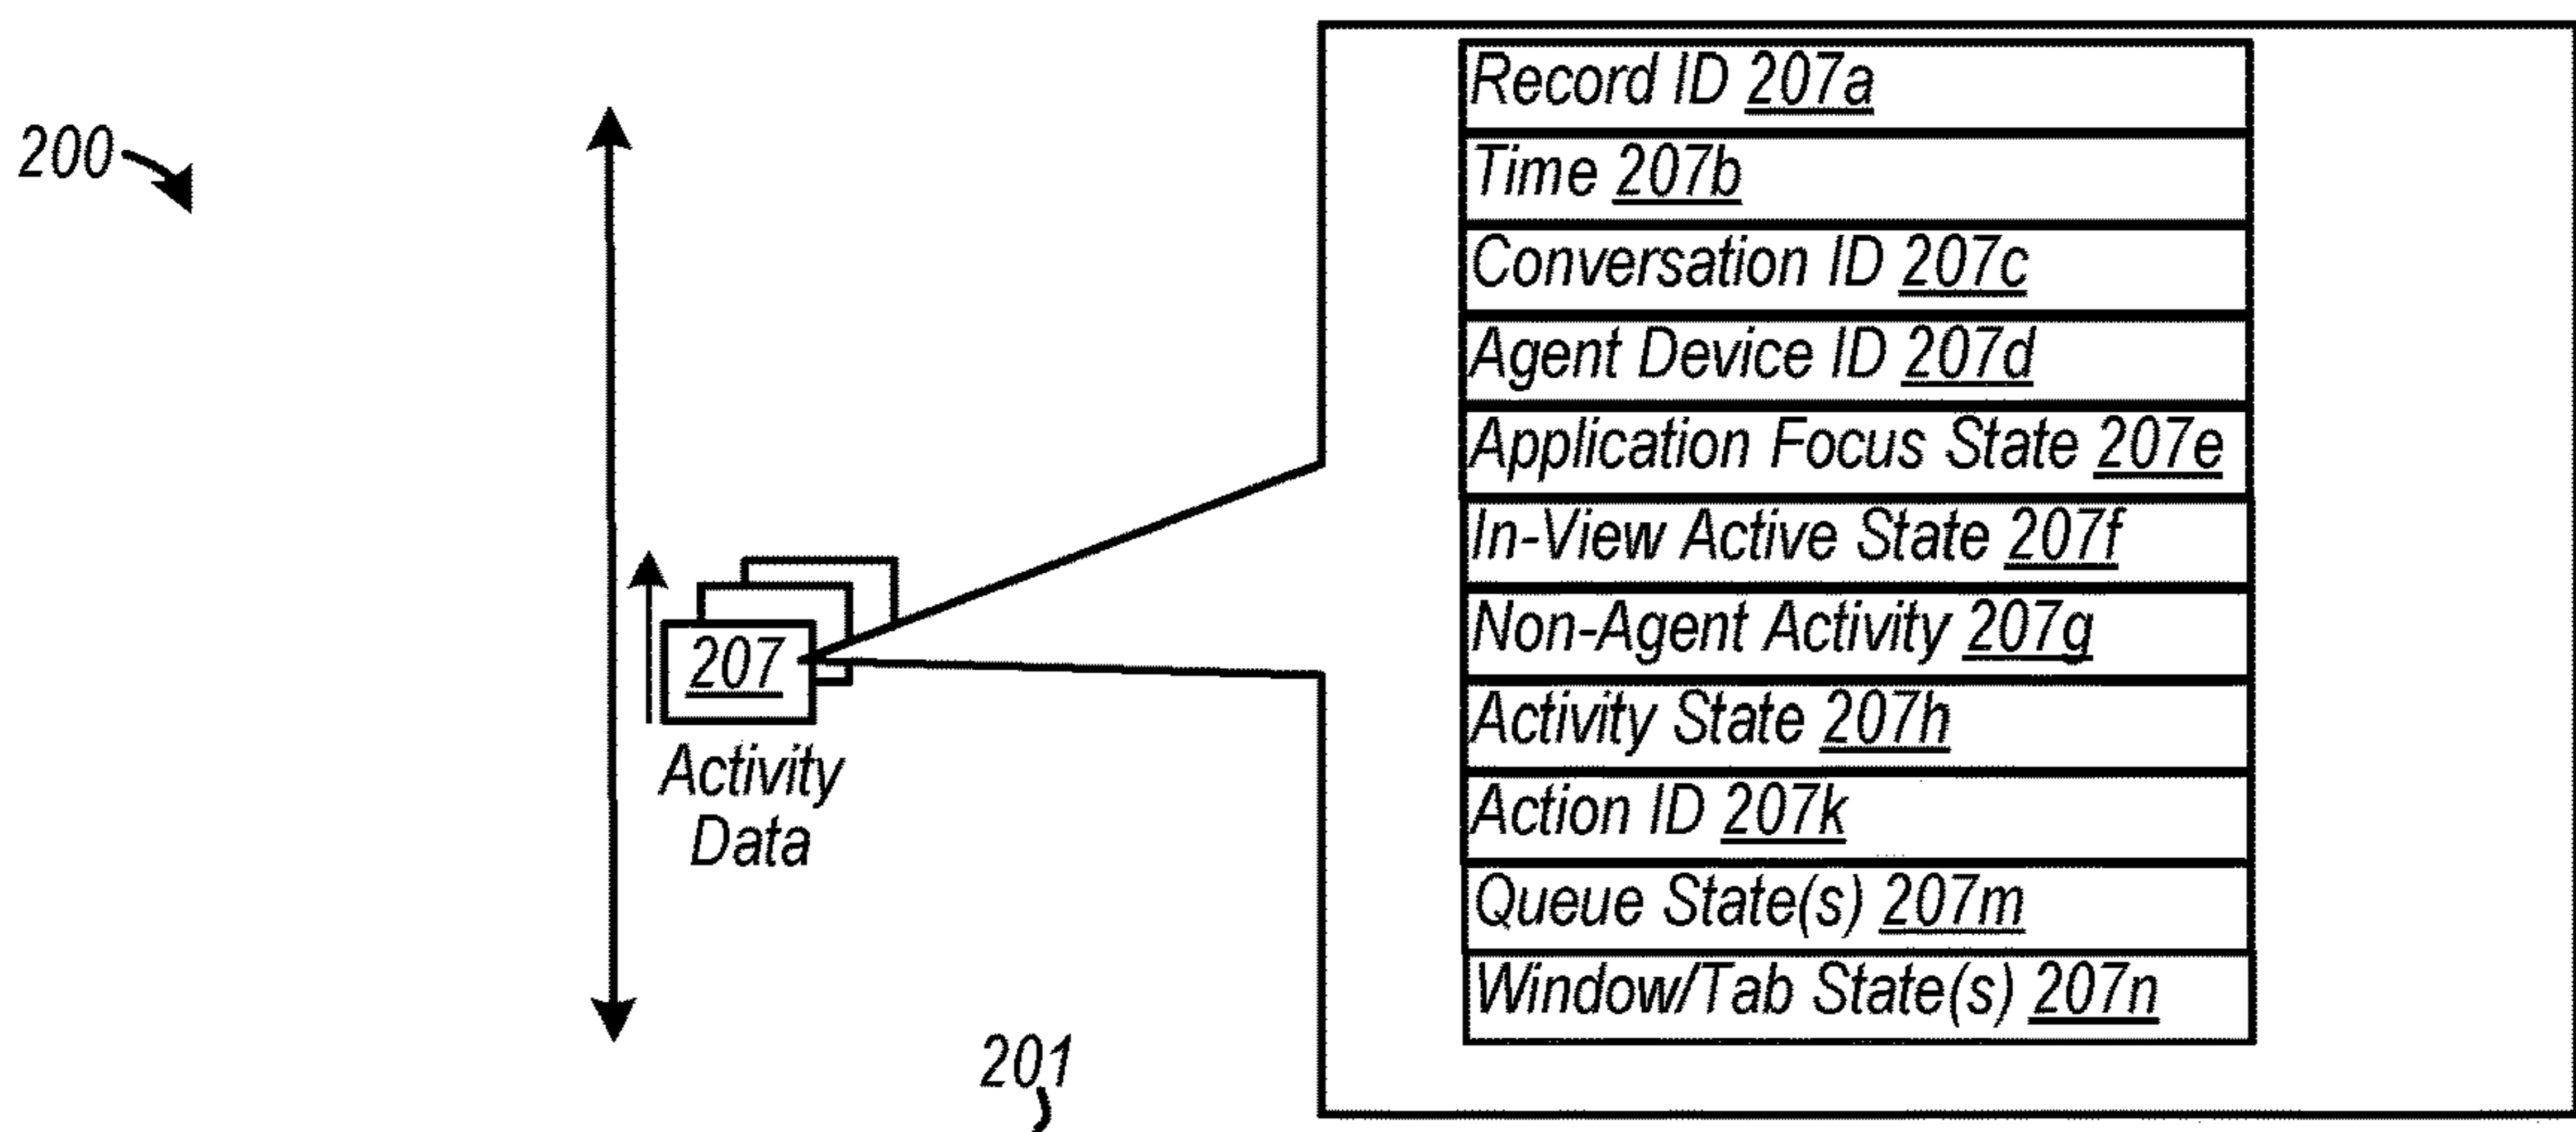 200
Record ID 207a
Time 207b
Conversation ID 207c
Agent Device ID 207d
Application Focus State 207e
In-View Active State 207f
Non-Agent Activity 207g
Activity State 207h
Action ID 207k
Queue State(s) 207m
Window/Tab State(s) 207n
207
Activity
Data
201